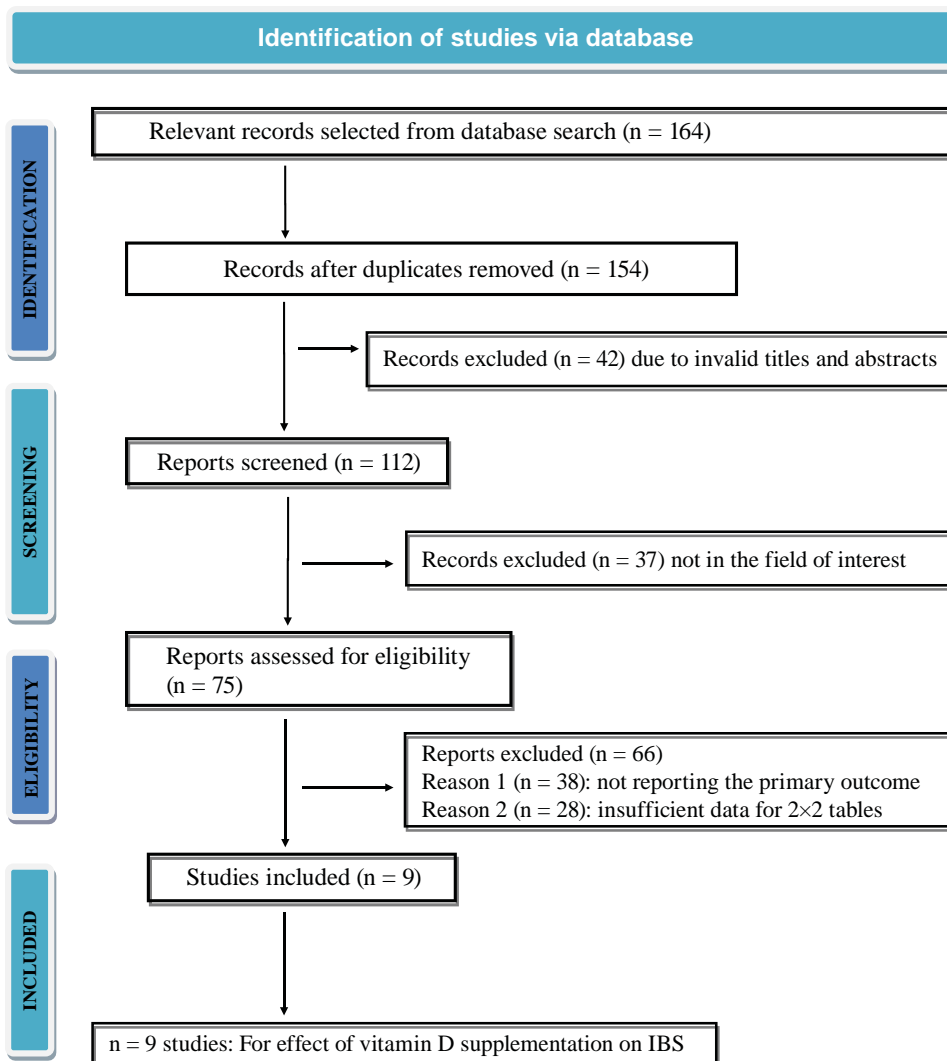 Identification of studies via database
IDENTIFICATION
Relevant records selected from database search (n = 164)
Records after duplicates removed (n = 154)
Records excluded (n = 42) due to invalid titles and abstracts
SCREENING
Reports screened (n = 112)
Records excluded (n = 37) not in the field of interest
ELIGIBILITY
Reports assessed for eligibility
(n = 75)
Reports excluded (n = 66)
Reason 1 (n = 38): not reporting the primary outcome
Reason 2 (n = 28): insufficient data for 2×2 tables
INCLUDED
Studies included (n = 9)
n = 9 studies: For effect of vitamin D supplementation on IBS